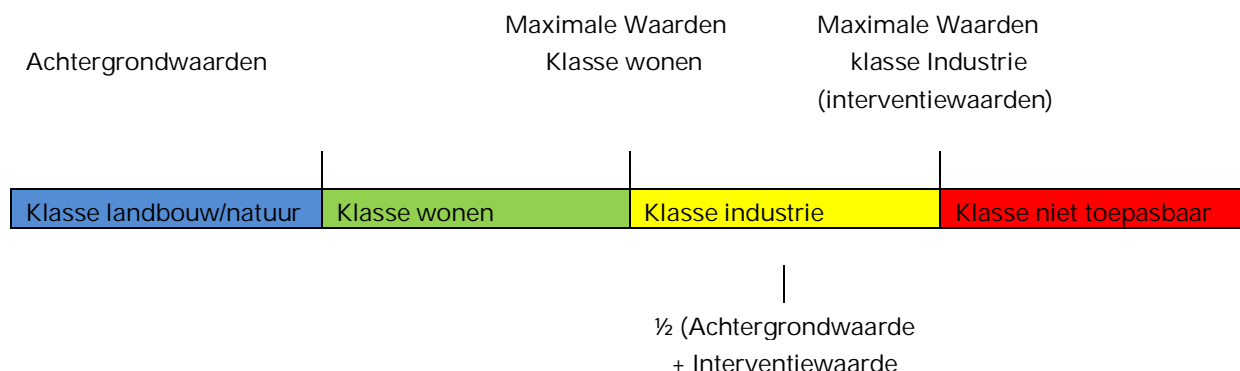 Achtergrondwaarden
Maximale Waarden
Klasse wonen
Maximale Waarden
klasse Industrie
(interventiewaarden)
Klasse landbouw/natuur
Klasse wonen
Klasse industrie
Klasse niet toepasbaar
½ (Achtergrondwaarde
+ Interventiewaarde